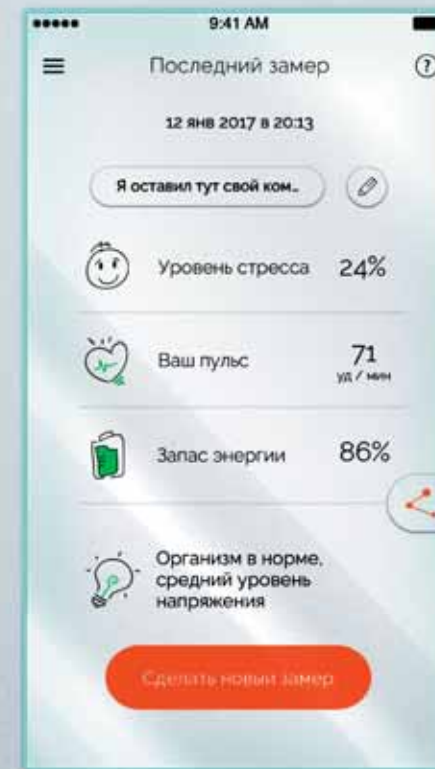 9:41 AM
Последний замер
?
12 янв 2017 в 20:13
Я оставил тут свой ком...
Уровень стресса 24%
Ваш пульс 71
уд / мин
Запас энергии 86%
Организм в норме,
средний уровень
напряжения
Сделать новый замер